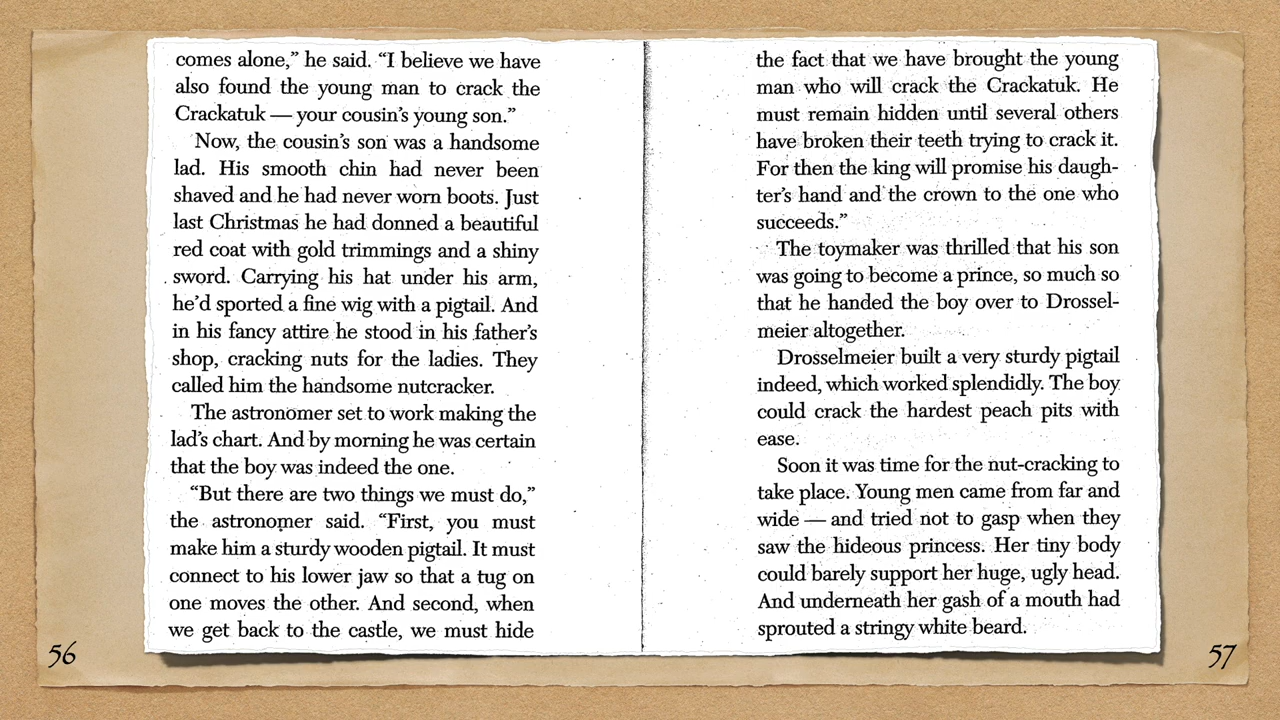 comes alone,” he said. “I believe we have
also found the young man to crack the
Crackatuk — your cousin’s young son.”
Now, the cousin’s son was a handsome
lad. His smooth chin had never been
shaved and he had never worn boots. Just
last Christmas he had donned a beautiful
red coat with gold trimmings and a shiny
sword. Carrying his hat under his arm,
he’d sported a fine wig with a pigtail. And
in his fancy attire he stood in his father’s
shop, cracking nuts for the ladies. They
called him the handsome nutcracker.
The astronomer set to work making the
lad’s chart. And by morning he was certain
that the boy was indeed the one.
“But there are two things we must do,”
the astronomer said. “First, you must
make him a sturdy wooden pigtail. It must
connect to his lower jaw so that a tug on
one moves the other. And second, when
we get back to the castle, we must hide
56
the fact that we have brought the young
man who will crack the Crackatuk. He
must remain hidden until several others
have broken their teeth trying to crack it.
For then the king will promise his daugh-
ter’s hand and the crown to the one who
succeeds.”
The toymaker was thrilled that his son
was going to become a prince, so much so
that he handed the boy over to Drossel-
meier altogether.
Drosselmeier built a very sturdy pigtail
indeed, which worked splendidly. The boy
could crack the hardest peach pits with
ease.
Soon it was time for the nut-cracking to
take place. Young men came from far and
wide — and tried not to gasp when they
saw the hideous princess. Her tiny body
could barely support her huge, ugly head.
And underneath her gash of a mouth had
sprouted a stringy white beard.
57